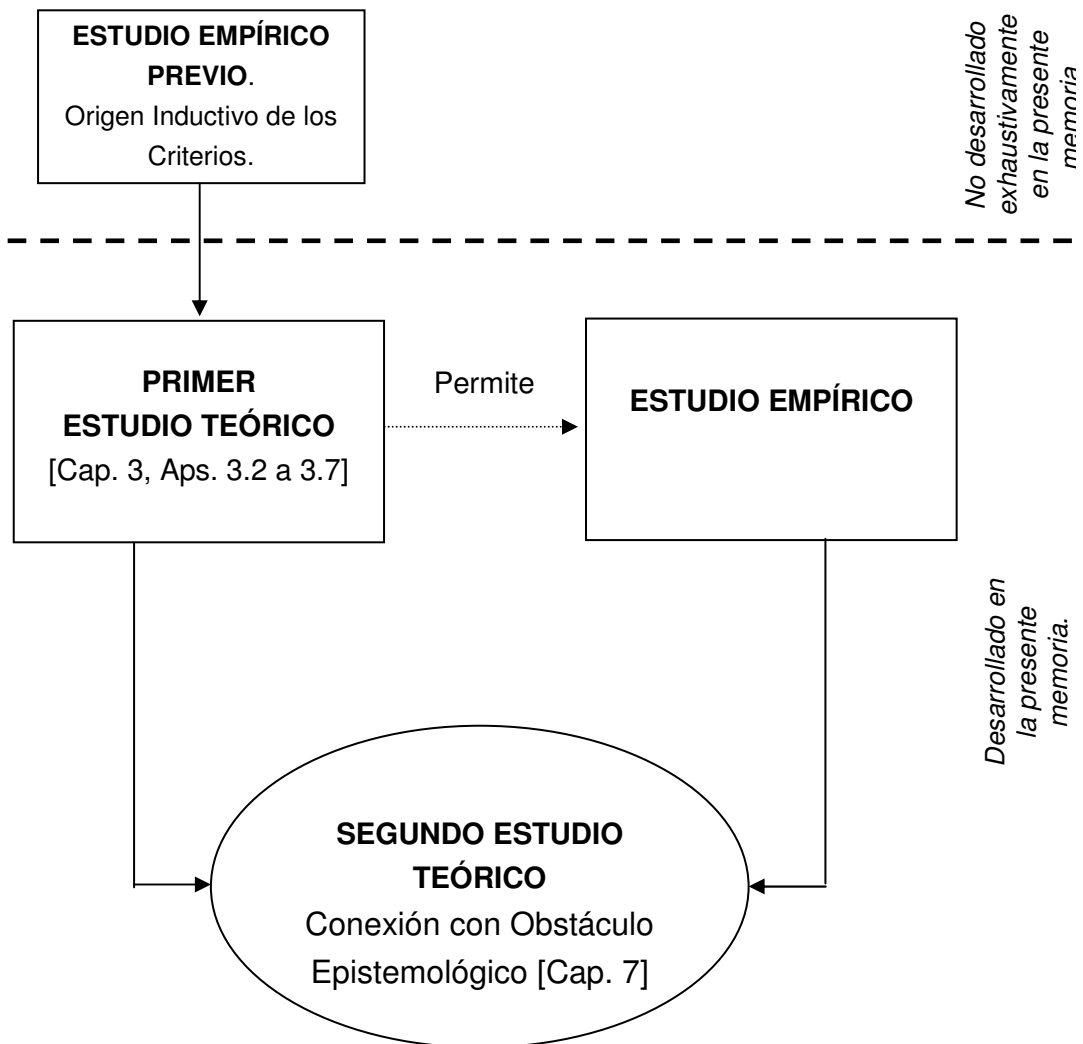 ESTUDIO EMPÍRICO
PREVIO.
Origen Inductivo de los
Criterios.
No desarrollado
exhaustivamente
en la presente
memoria
PRIMER
ESTUDIO TEÓRICO
[Cap. 3, Aps. 3.2 a 3.7]
Permite
ESTUDIO EMPÍRICO
Desarrollado en
la presente
memoria.
SEGUNDO ESTUDIO
TEÓRICO
Conexión con Obstáculo
Epistemológico [Cap. 7]